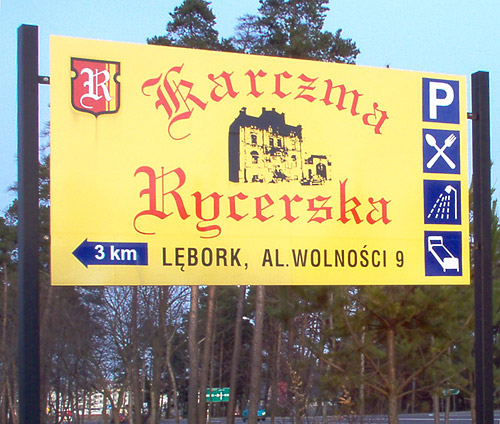 R
Karczma
P
Rycerska
3 km
LĘBORK, AL. WOLNOŚCI 9